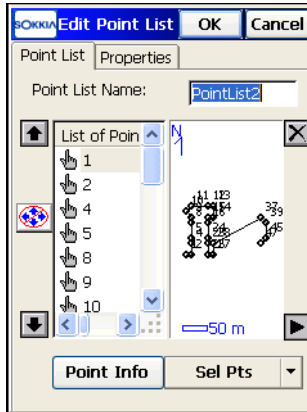 SOKKIA Edit Point List OK Cancel
Point List Properties
Point List Name: PointList2
List of Poin
N
1
2
4
5
8
9
10
50 m
Point Info Sel Pts